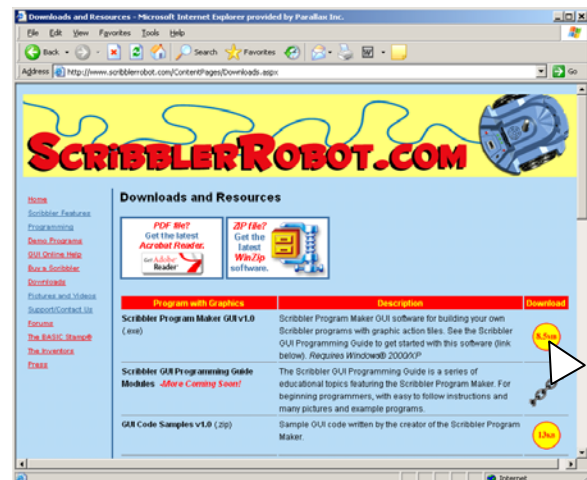 Downloads and Resources - Microsoft Internet Explorer provided by Parallax Inc.
File Edit View Favorites Tools Help
Back Search Favorites
Address http://www.scribblerrobot.com/ContentPages/Downloads.aspx Go
SCRIBBLERROBOT.COM
Downloads and Resources
Home
Scribbler Features
Programming
Demo Programs
GUI Online Help
Buy a Scribbler
Downloads
Pictures and Videos
Support/Contact Us
Forums
The BASIC Stamp®
The Inventors
Press
PDF file?
Get the latest
Acrobat Reader.
Get Adobe
Reader
ZIP file?
Get the
latest
WinZip
software.
Program with Graphics Description Download
Scribbler Program Maker GUI v1.0
(.exe)
Scribbler Program Maker GUI software for building your own
Scribbler programs with graphic action tiles. See the Scribbler
GUI Programming Guide to get started with this software (link
below). Requires Windows® 2000/XP
8.5MB
Scribbler GUI Programming Guide
Modules -More Coming Soon!
The Scribbler GUI Programming Guide is a series of
educational topics featuring the Scribbler Program Maker. For
beginning programmers, with easy to follow instructions and
many pictures and example programs.
GUI Code Samples v1.0 (.zip)
Sample GUI code written by the creator of the Scribbler Program
Maker.
13KB
Internet